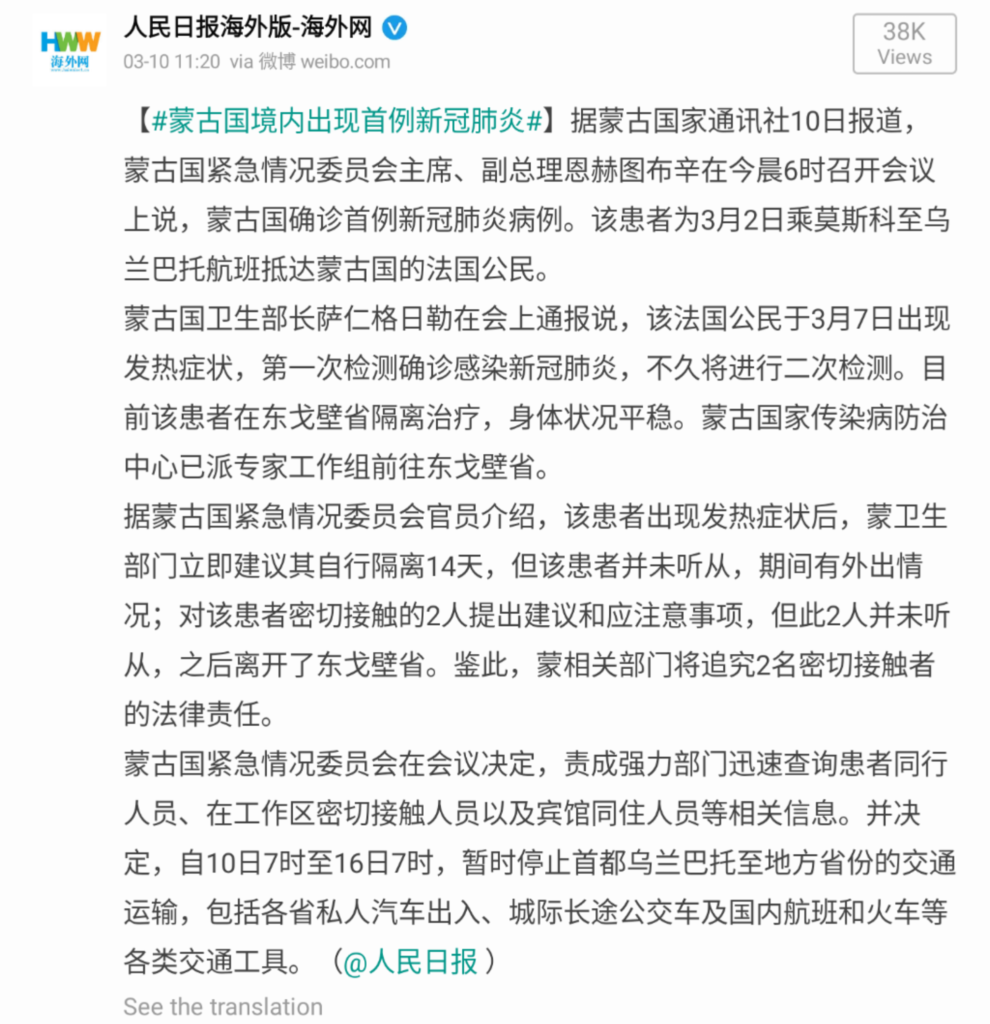 人民日报海外版-海外网
HWW
海外网
03-10 11:20 via 微博 weibo.com
38K
Views
【#蒙古国境内出现首例新冠肺炎#】据蒙古国家通讯社10日报道，
蒙古国紧急情况委员会主席、副总理恩赫图布辛在今晨6时召开会议
上说，蒙古国确诊首例新冠肺炎病例。该患者为3月2日乘莫斯科至乌
兰巴托航班抵达蒙古国的法国公民。
蒙古国卫生部长萨仁格日勒在会上通报说，该法国公民于3月7日出现
发热症状，第一次检测确诊感染新冠肺炎，不久将进行二次检测。目
前该患者在东戈壁省隔离治疗，身体状况平稳。蒙古国家传染病防治
中心已派专家工作组前往东戈壁省。
据蒙古国紧急情况委员会官员介绍，该患者出现发热症状后，蒙卫生
部门立即建议其自行隔离14天，但该患者并未听从，期间有外出情
况；对该患者密切接触的2人提出建议和应注意事项，但此2人并未听
从，之后离开了东戈壁省。鉴此，蒙相关部门将追究2名密切接触者
的法律责任。
蒙古国紧急情况委员会在会议决定，责成强力部门迅速查询患者同行
人员、在工作区密切接触人员以及宾馆同住人员等相关信息。并决
定，自10日7时至16日7时，暂时停止首都乌兰巴托至地方省份的交通
运输，包括各省私人汽车出入、城际长途公交车及国内航班和火车等
各类交通工具。（@人民日报 ）
See the translation